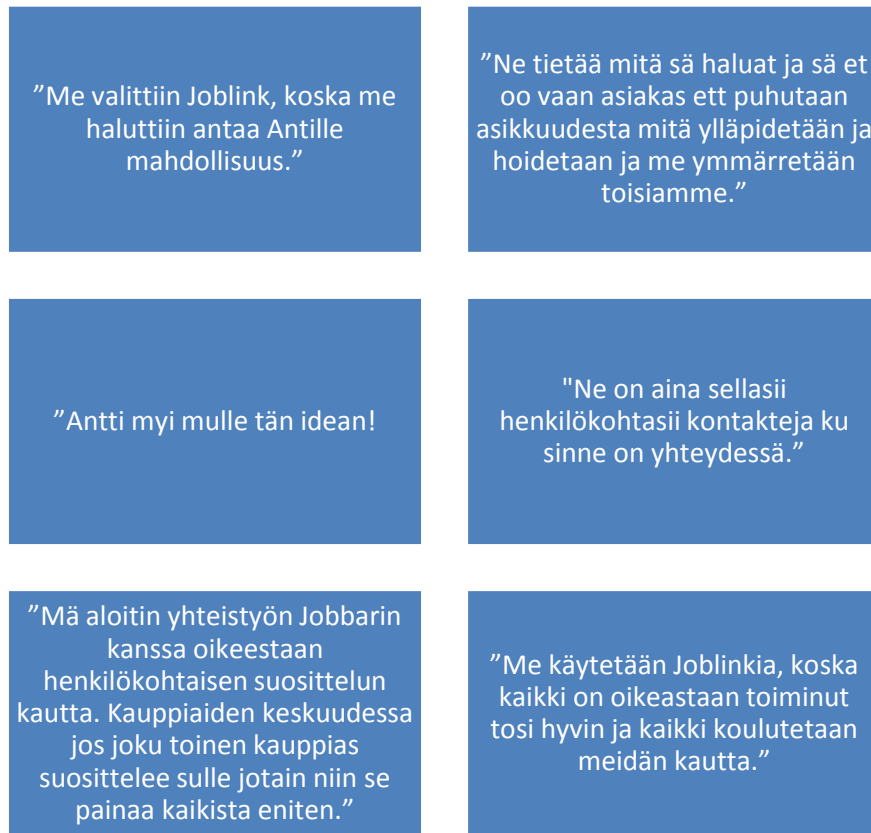 ”Me valittiin Joblink, koska me
haluttiin antaa Antille
mahdollisuus.”
”Ne tietää mitä sä haluat ja sä et
oo vaan asiakas ett puhutaan
asikkuudesta mitä ylläpidetään ja
hoidetaan ja me ymmärretään
toisiamme.”
”Antti myi mulle tän idean!
"Ne on aina sellasii
henkilökohtasii kontakteja ku
sinne on yhteydessä.”
”Mä aloitin yhteistyön Jobbarin
kanssa oikeestaan
henkilökohtaisen suosittelun
kautta. Kauppiaiden keskuudessa
jos joku toinen kauppias
suosittelee sulle jotain niin se
painaa kaikista eniten.”
”Me käytetään Joblinkia, koska
kaikki on oikeastaan toiminut
tosi hyvin ja kaikki koulutetaan
meidän kautta.”